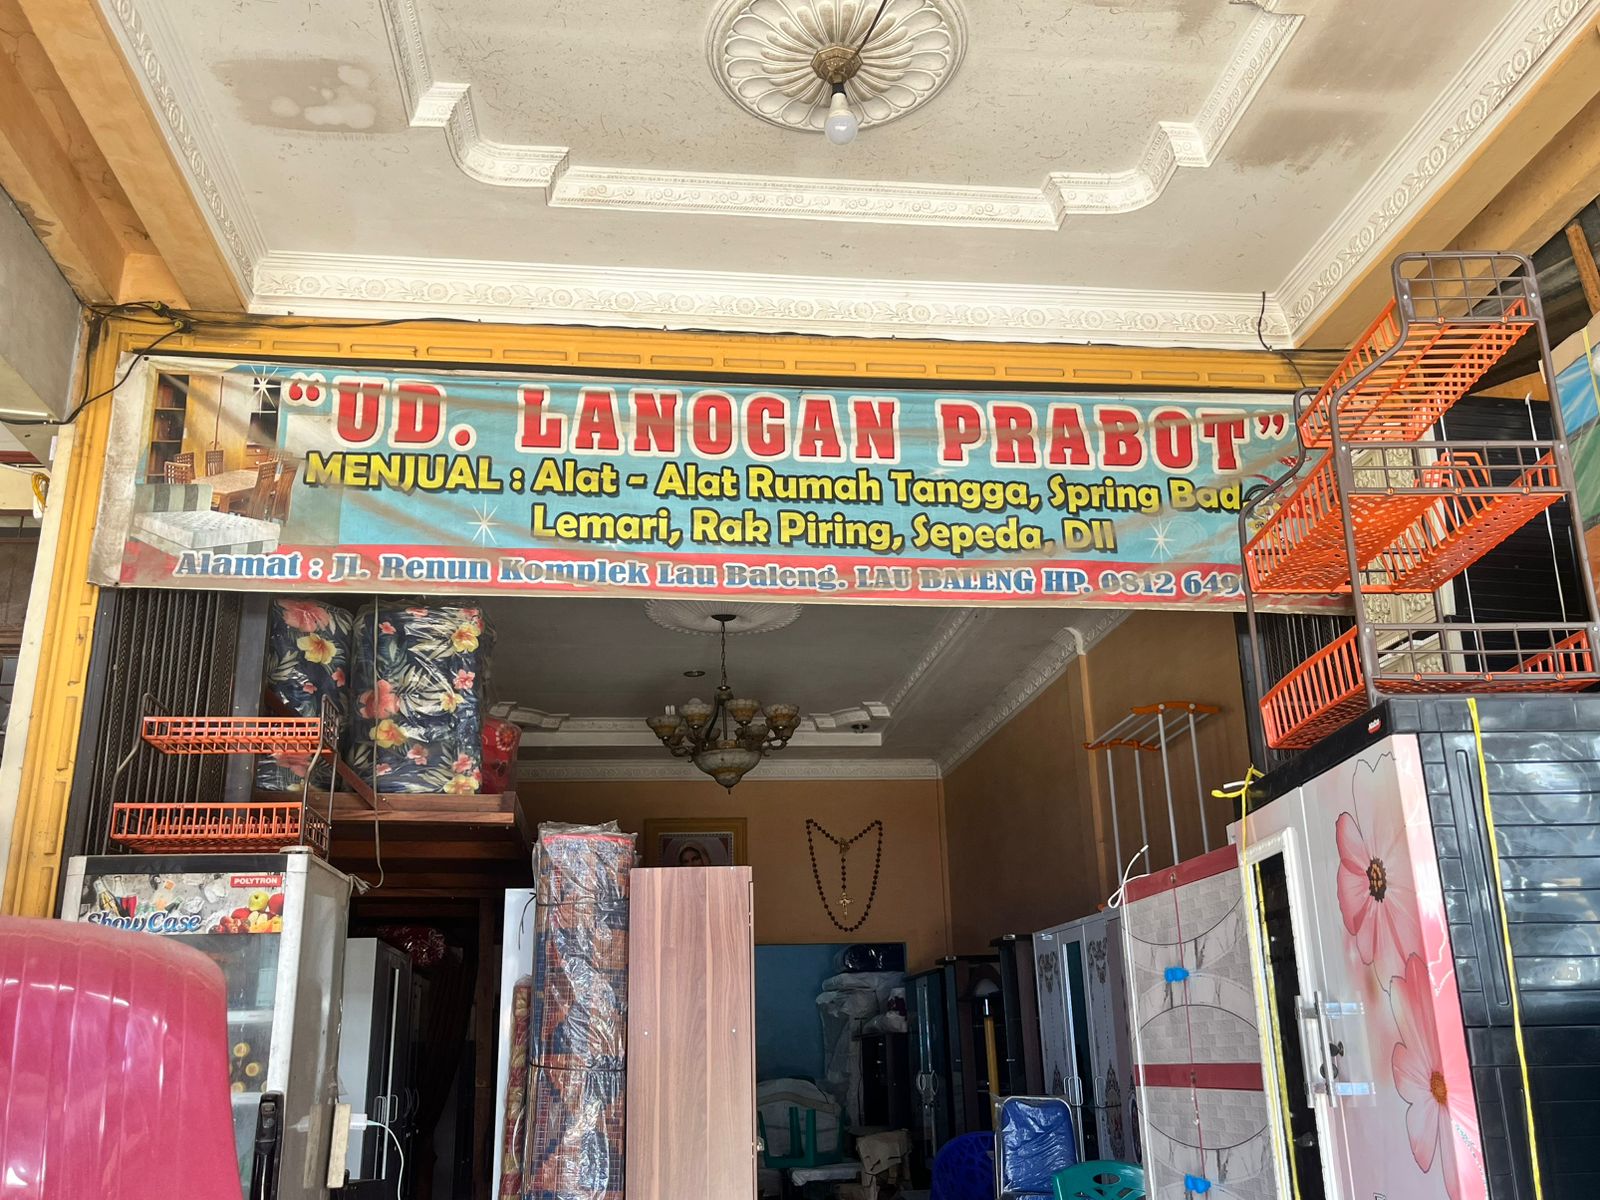 “UD. LANOGAN PRABOT”
MENJUAL : Alat - Alat Rumah Tangga, Spring Bad
Lemari, Rak Piring, Sepeda, Dll
Alamat : Jl. Renun Komplek Lau Baleng. LAU BALENG HP. 0812
POLYTRON
Show Case